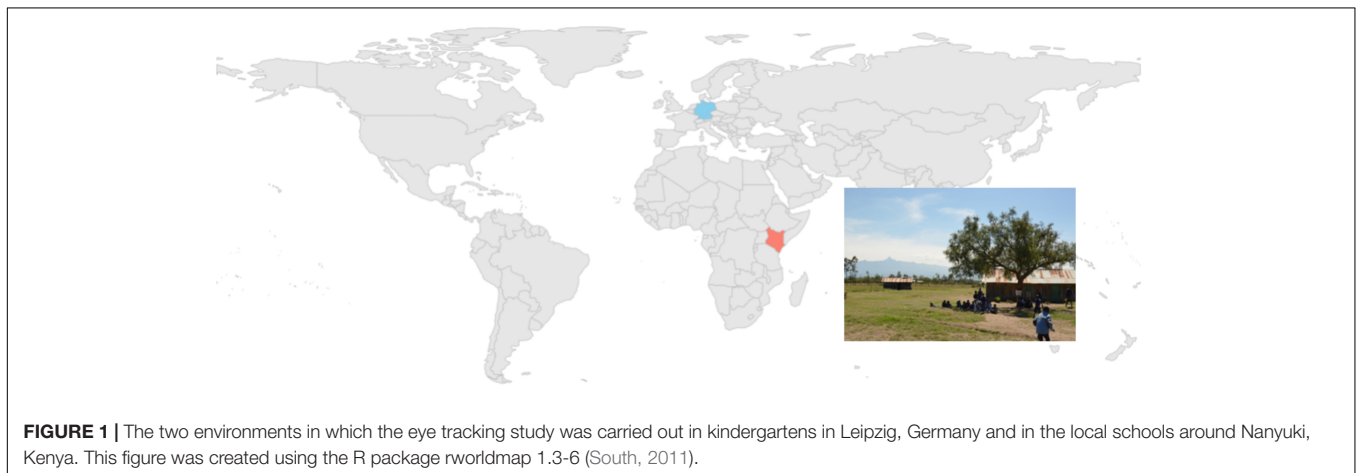 FIGURE 1 | The two environments in which the eye tracking study was carried out in kindergartens in Leipzig, Germany and in the local schools around Nanyuki,
Kenya. This figure was created using the R package rworldmap 1.3-6 (South, 2011).